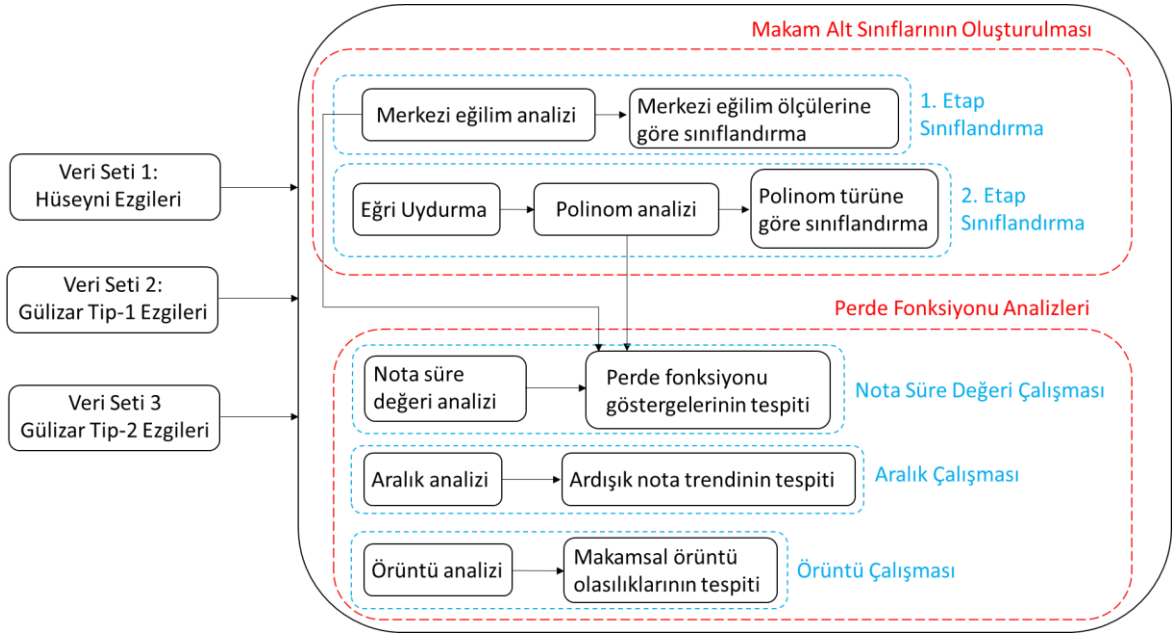 Makam Alt Sınıflarının Oluşturulması
Merkezi eğilim analizi
Merkezi eğilim ölçülerine
göre sınıflandırma
1. Etap
Sınıflandırma
Veri Seti 1:
Hüseyni Ezgileri
Eğri Uydurma
Polinom analizi
Polinom türüne
göre sınıflandırma
2. Etap
Sınıflandırma
Veri Seti 2:
Gülizar Tip-1 Ezgileri
Perde Fonksiyonu Analizleri
Nota süre
değeri analizi
Perde fonksiyonu
göstergelerinin tespiti
Nota Süre Değeri Çalışması
Veri Seti 3
Gülizar Tip-2 Ezgileri
Aralık analizi
Ardışık nota trendinin tespiti
Aralık Çalışması
Örüntü analizi
Makamsal örüntü
olasılıklarının tespiti
Örüntü Çalışması